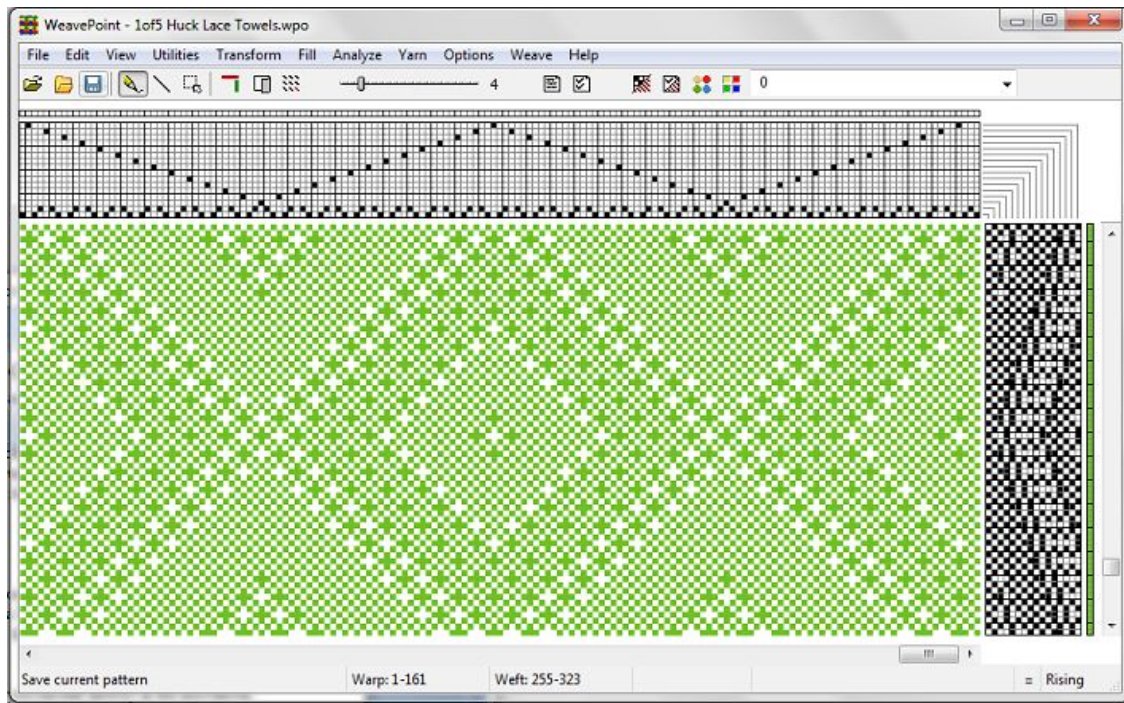 WeavePoint - 1of5 Huck Lace Towels.wpo
File Edit View Utilities Transform Fill Analyze Yarn Options Weave Help
4 0
Save current pattern Warp: 1-161 Weft: 255-323 = Rising